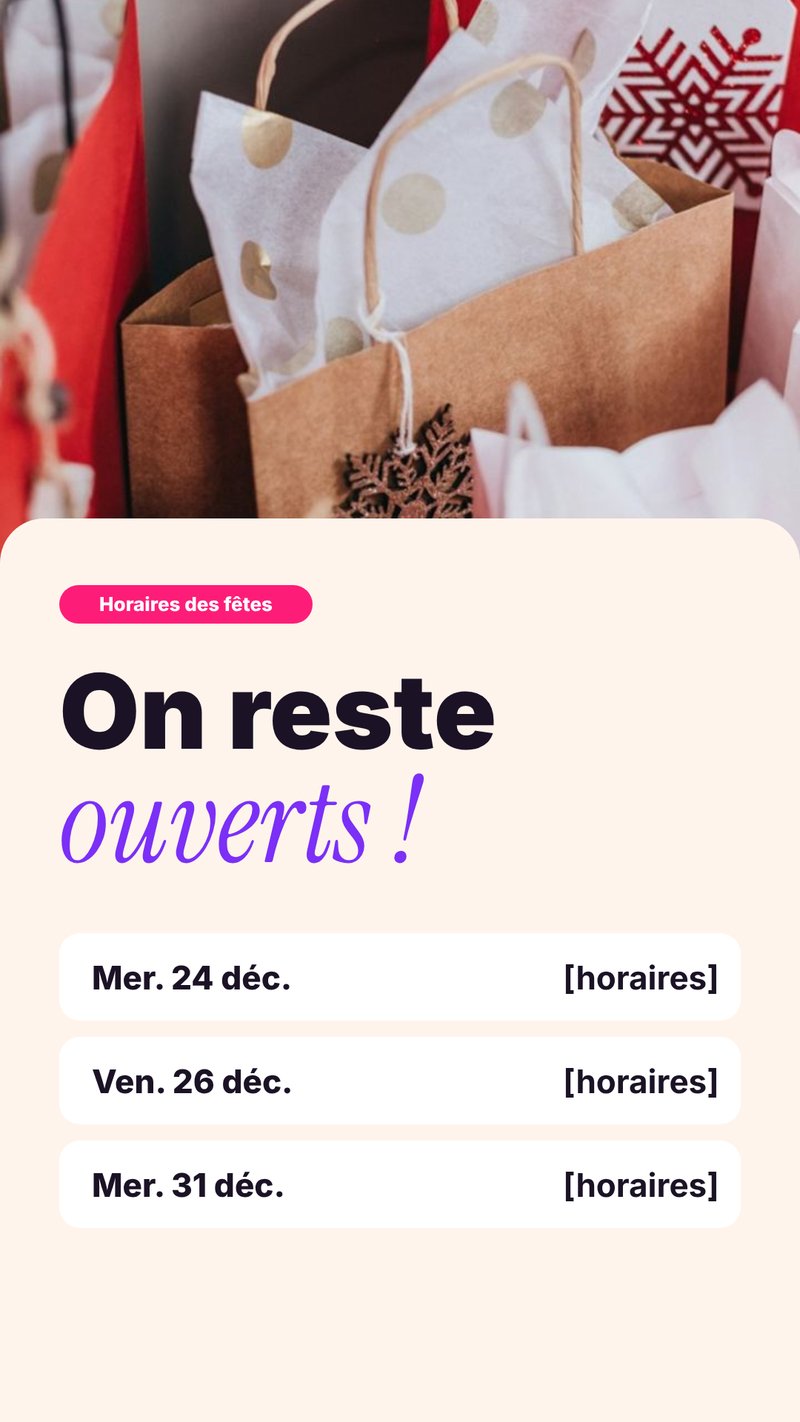 Horaires des fêtes
On reste
ouverts !
Mer. 24 déc.
[horaires]
Ven. 26 déc.
[horaires]
Mer. 31 déc.
[horaires]